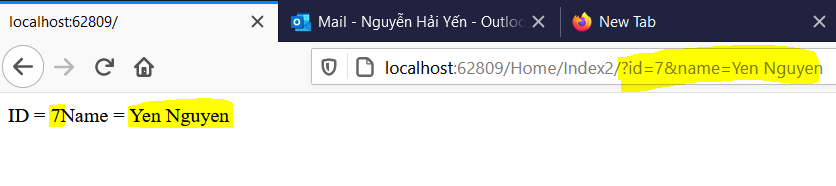 localhost:62809/
Mail - Nguyễn Hải Yến - Outloo
New Tab
localhost:62809/Home/Index2/?id=7&name=Yen Nguyen
ID = 7Name = Yen Nguyen